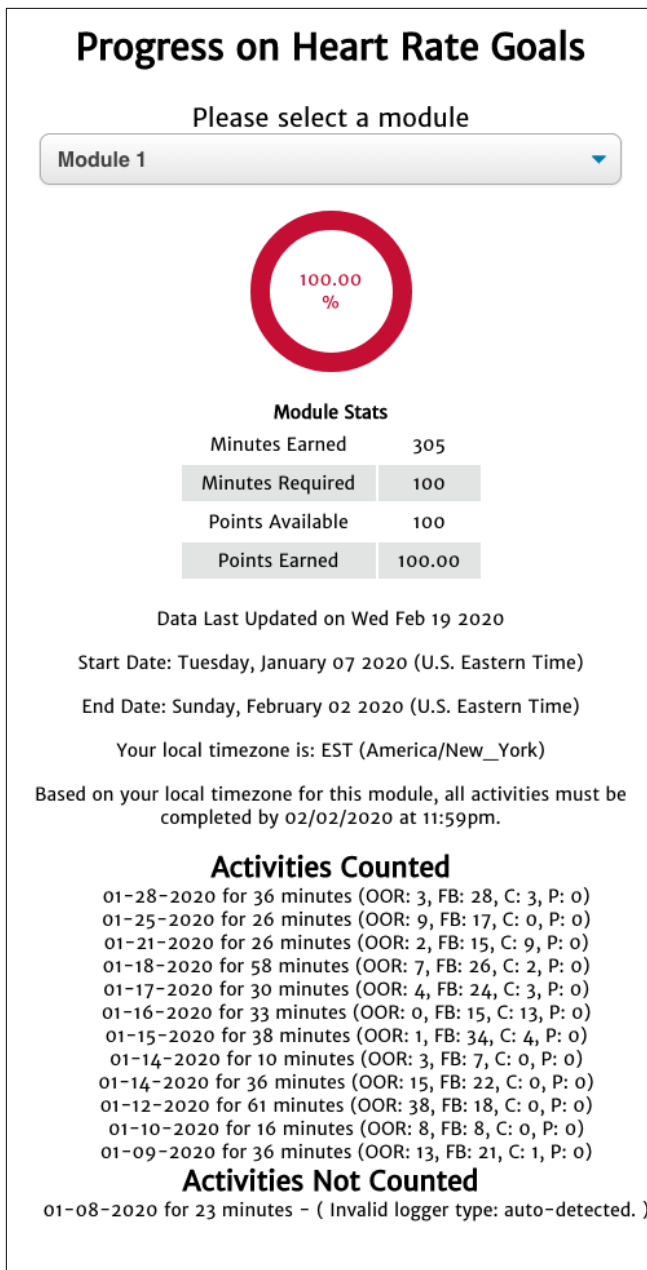 Progress on Heart Rate Goals
Please select a module
Module 1
100.00
%
Module Stats
Minutes Earned 305
Minutes Required 100
Points Available 100
Points Earned 100.00
Data Last Updated on Wed Feb 19 2020
Start Date: Tuesday, January 07 2020 (U.S. Eastern Time)
End Date: Sunday, February 02 2020 (U.S. Eastern Time)
Your local timezone is: EST (America/New_York)
Based on your local timezone for this module, all activities must be
completed by 02/02/2020 at 11:59pm.
Activities Counted
01-28-2020 for 36 minutes (OOR: 3, FB: 28, C: 3, P: 0)
01-25-2020 for 26 minutes (OOR: 9, FB: 17, C: 0, P: 0)
01-21-2020 for 26 minutes (OOR: 2, FB: 15, C: 9, P: 0)
01-18-2020 for 58 minutes (OOR: 7, FB: 26, C: 2, P: 0)
01-17-2020 for 30 minutes (OOR: 4, FB: 24, C: 3, P: 0)
01-16-2020 for 33 minutes (OOR: 0, FB: 15, C: 13, P: 0)
01-15-2020 for 38 minutes (OOR: 1, FB: 34, C: 4, P: 0)
01-14-2020 for 10 minutes (OOR: 3, FB: 7, C: 0, P: 0)
01-14-2020 for 36 minutes (OOR: 15, FB: 22, C: 0, P: 0)
01-12-2020 for 61 minutes (OOR: 38, FB: 18, C: 0, P: 0)
01-10-2020 for 16 minutes (OOR: 8, FB: 8, C: 0, P: 0)
01-09-2020 for 36 minutes (OOR: 13, FB: 21, C: 1, P: 0)
Activities Not Counted
01-08-2020 for 23 minutes - ( Invalid logger type: auto-detected. )